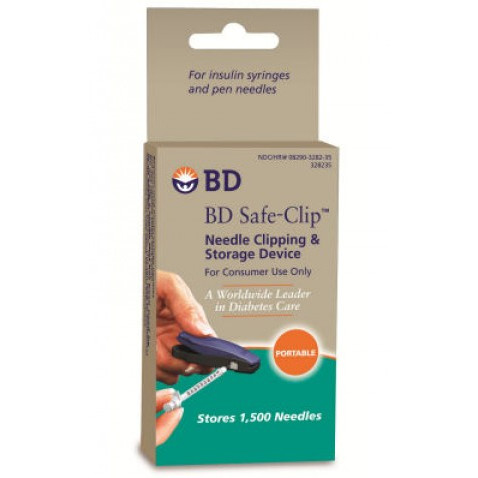 For insulin syringes
and pen needles
NDC/HRI# 08290-3282-35
328235
BD
BD Safe-Clip™
Needle Clipping &
Storage Device
For Consumer Use Only
A Worldwide Leader
in Diabetes Care
PORTABLE
Stores 1,500 Needles